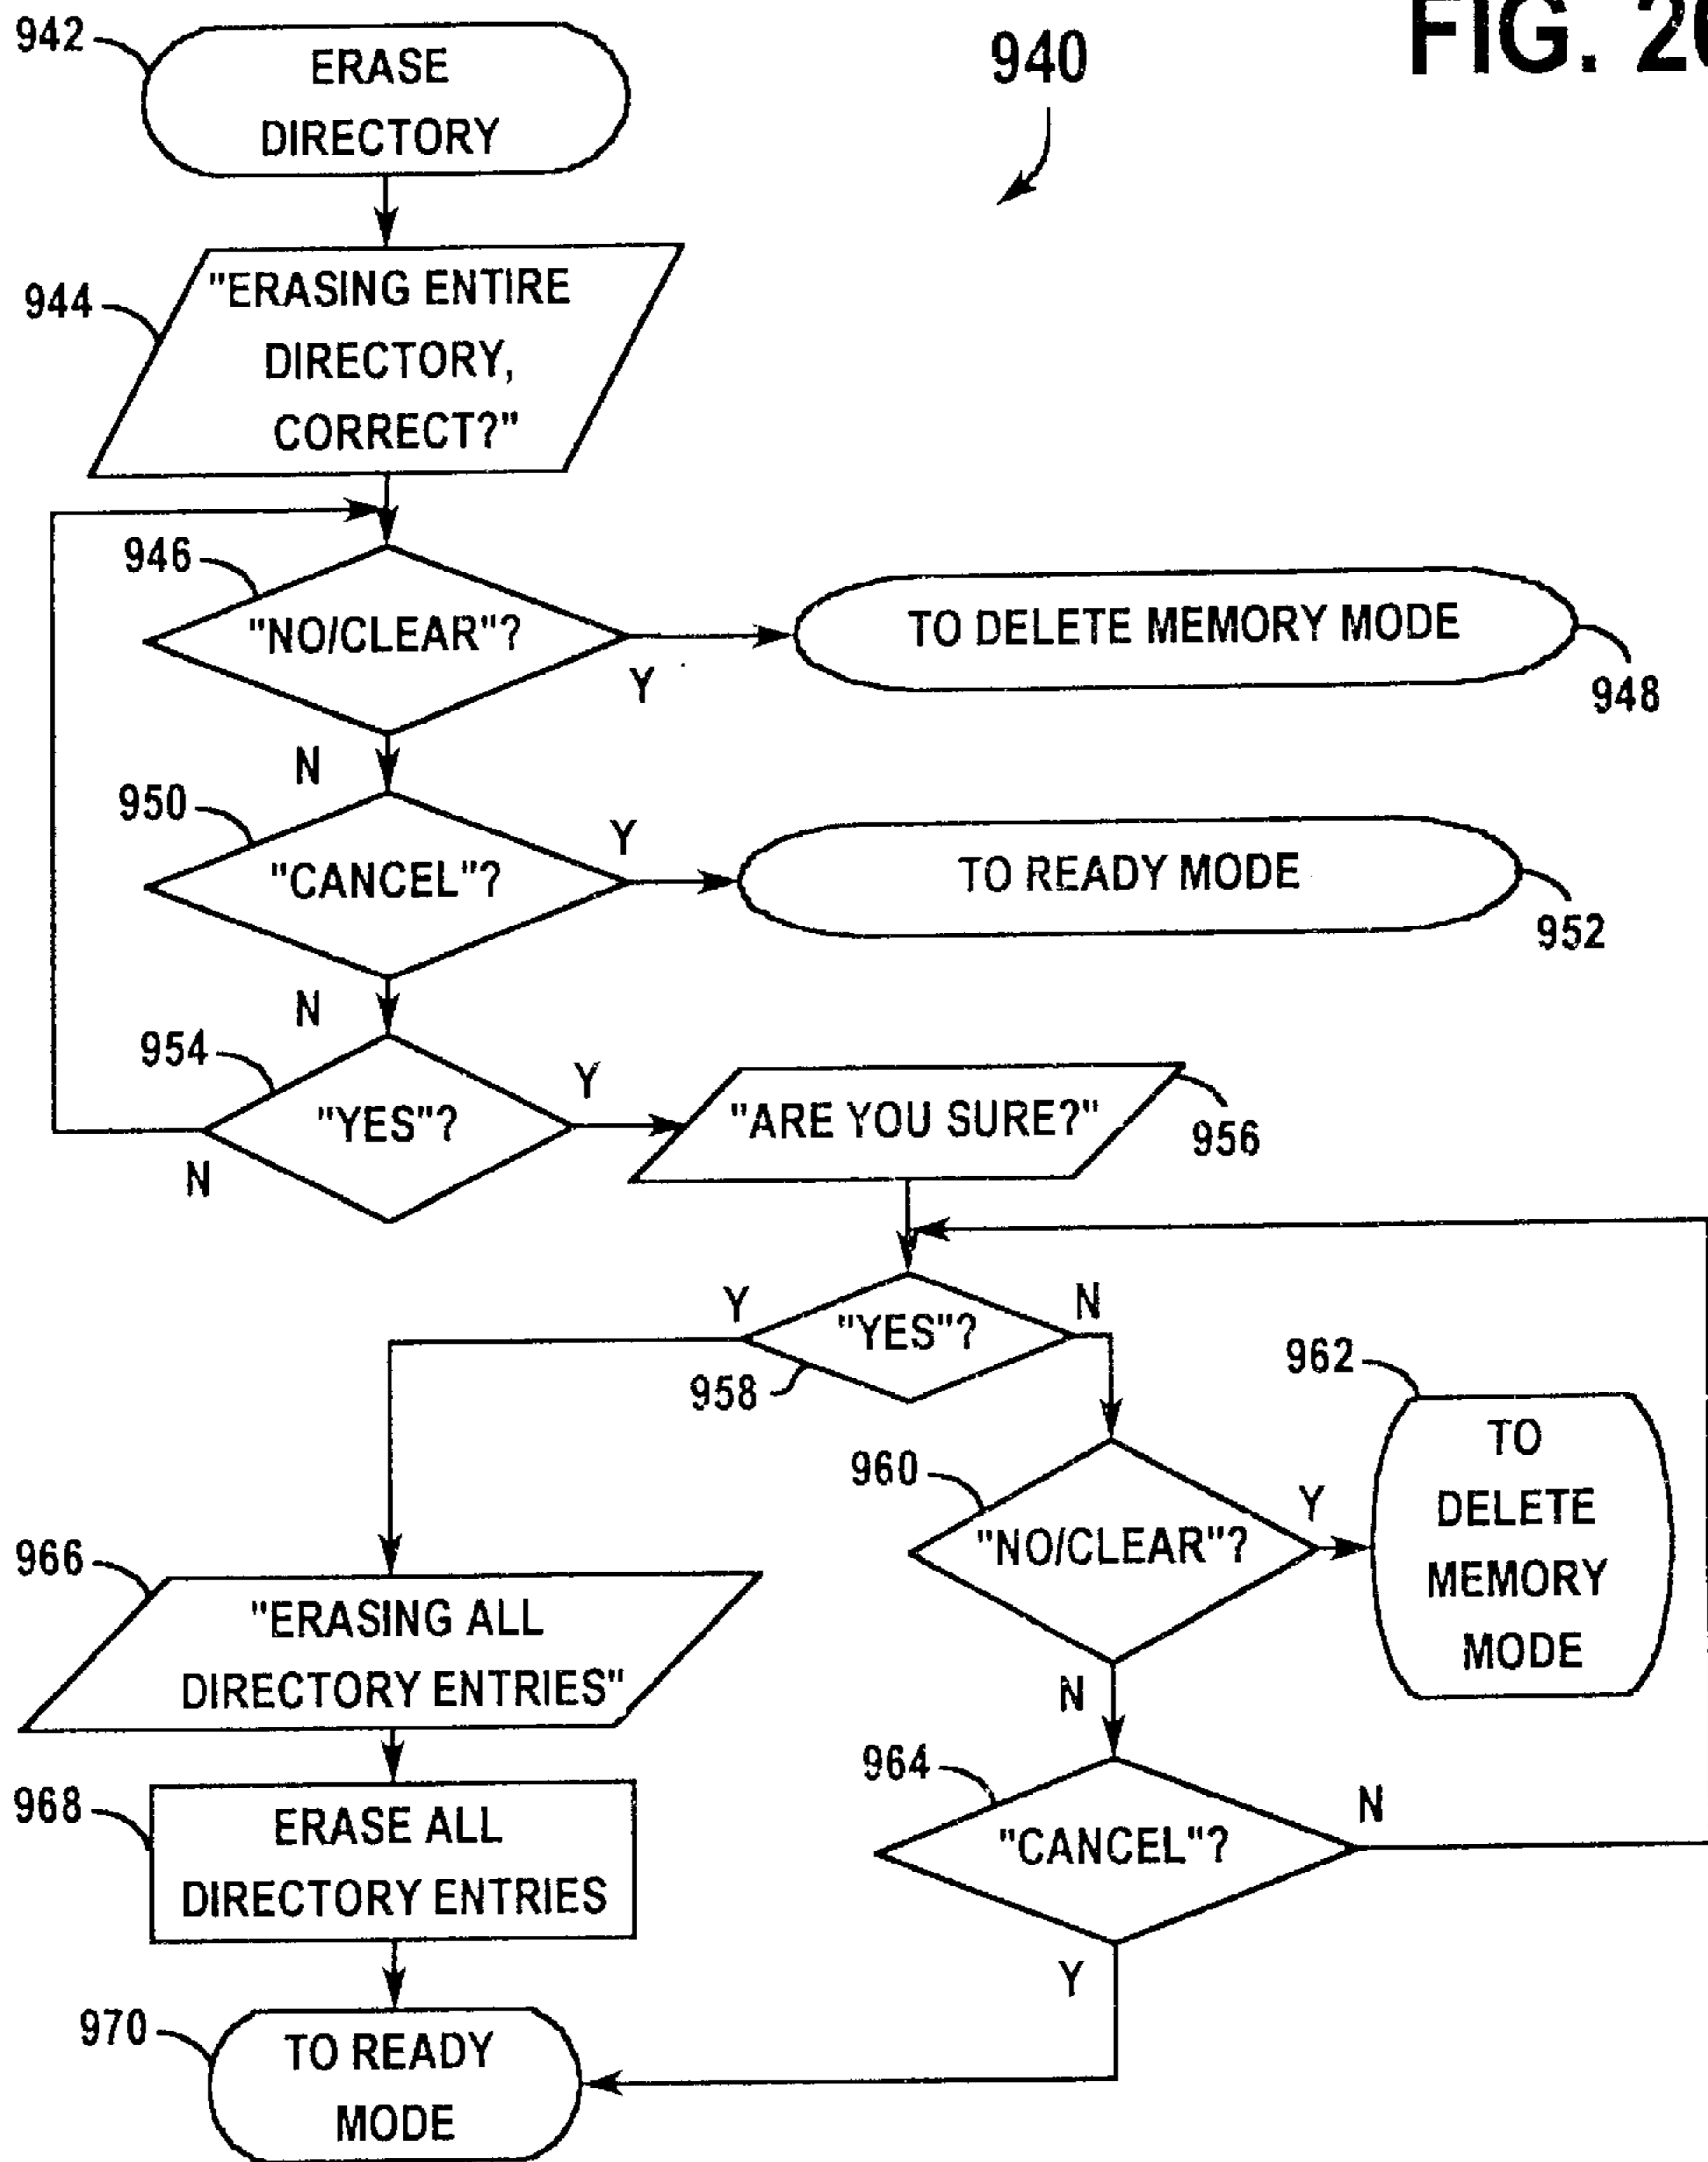 FIG. 20
940
942
ERASE
DIRECTORY
944
"ERASING ENTIRE
DIRECTORY,
CORRECT?"
946
"NO/CLEAR"?
Y
N
TO DELETE MEMORY MODE
948
950
"CANCEL"?
Y
N
TO READY MODE
952
954
"YES"?
Y
N
"ARE YOU SURE?"
956
Y
"YES"?
N
958
960
"NO/CLEAR"?
Y
N
962
TO
DELETE
MEMORY
MODE
964
"CANCEL"?
N
Y
966
"ERASING ALL
DIRECTORY ENTRIES"
968
ERASE ALL
DIRECTORY ENTRIES
970
TO READY
MODE